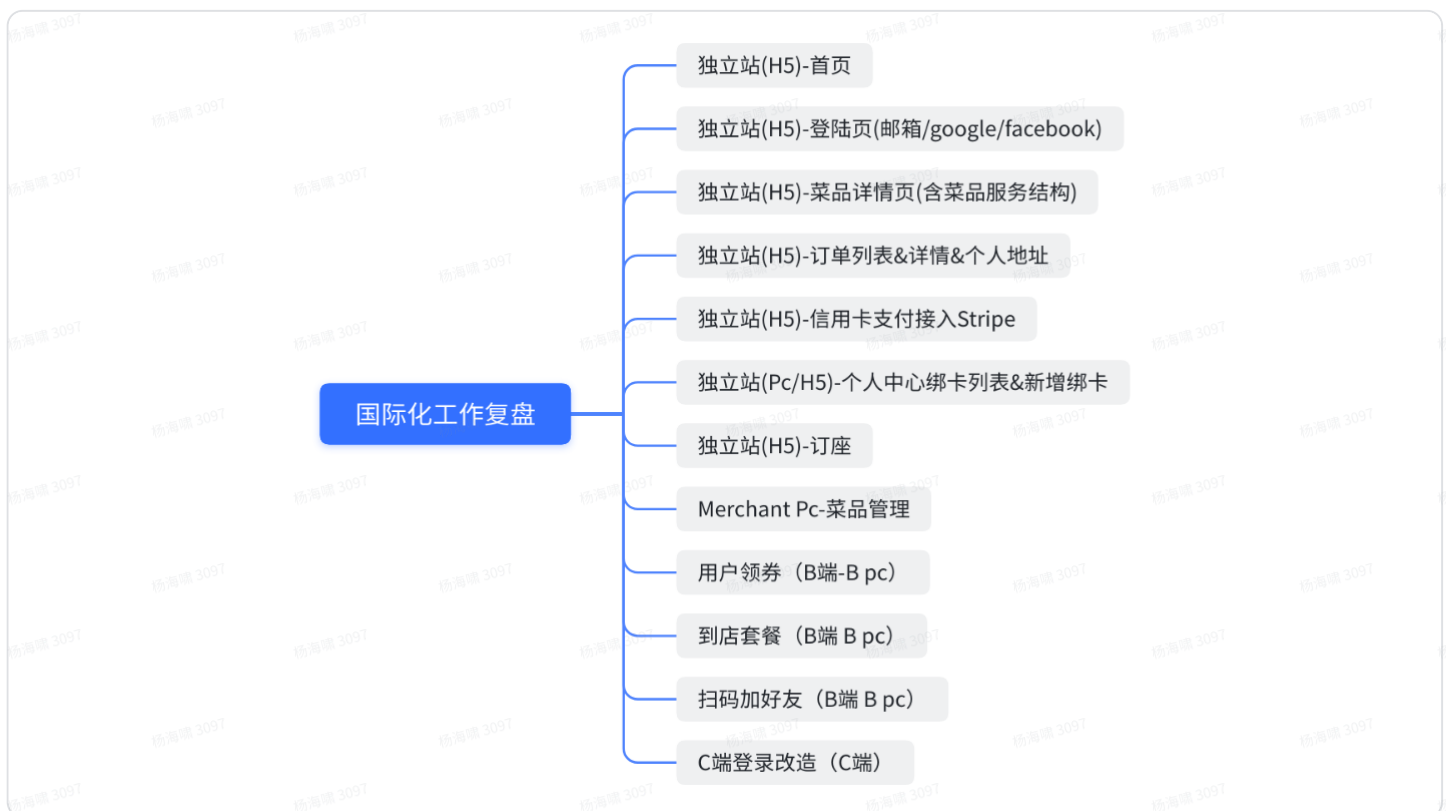 独立站(H5)-首页
独立站(H5)-登陆页(邮箱/google/facebook)
独立站(H5)-菜品详情页(含菜品服务结构)
独立站(H5)-订单列表&详情&个人地址
独立站(H5)-信用卡支付接入Stripe
独立站(Pc/H5)-个人中心绑卡列表&新增绑卡
国际化工作复盘
独立站(H5)-订座
Merchant Pc-菜品管理
用户领券（B端-B pc）
到店套餐（B端 B pc）
扫码加好友（B端 B pc）
C端登录改造（C端）
杨海啸 3097